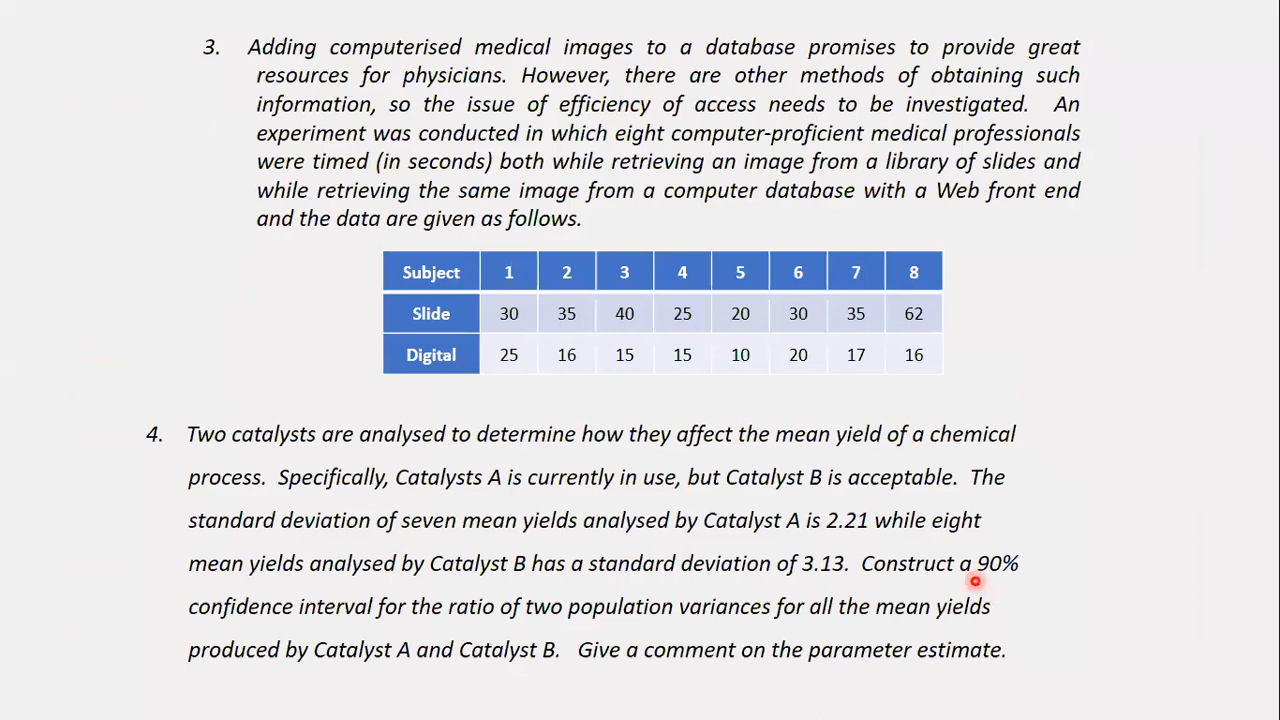 3. Adding computerised medical images to a database promises to provide great
resources for physicians. However, there are other methods of obtaining such
information, so the issue of efficiency of access needs to be investigated. An
experiment was conducted in which eight computer-proficient medical professionals
were timed (in seconds) both while retrieving an image from a library of slides and
while retrieving the same image from a computer database with a Web front end
and the data are given as follows.
Subject 1 2 3 4 5 6 7 8
Slide 30 35 40 25 20 30 35 62
Digital 25 16 15 15 10 20 17 16
4. Two catalysts are analysed to determine how they affect the mean yield of a chemical
process. Specifically, Catalysts A is currently in use, but Catalyst B is acceptable. The
standard deviation of seven mean yields analysed by Catalyst A is 2.21 while eight
mean yields analysed by Catalyst B has a standard deviation of 3.13. Construct a 90%
confidence interval for the ratio of two population variances for all the mean yields
produced by Catalyst A and Catalyst B. Give a comment on the parameter estimate.